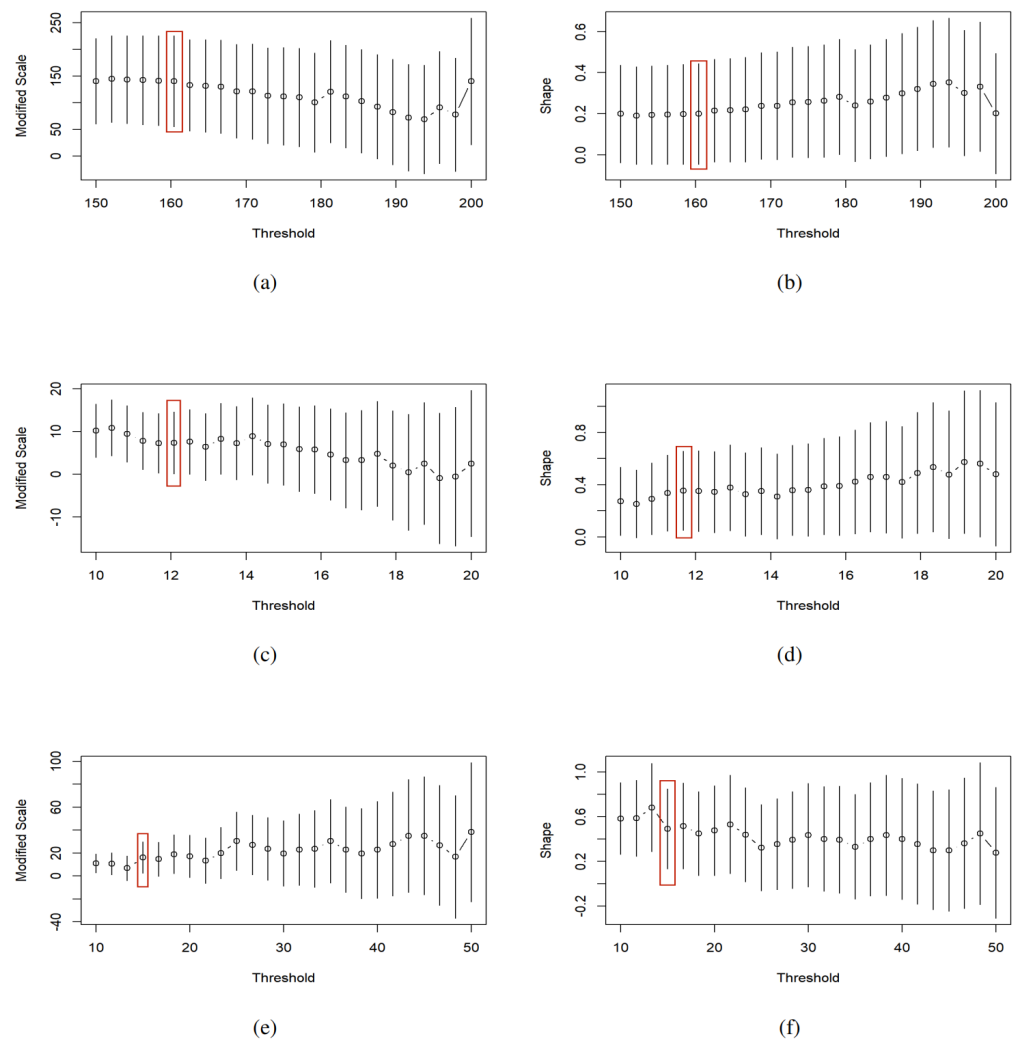 Modified Scale
0 50 150 250
150 160 170 180 190 200
Threshold
(a)
Shape
0.0 0.2 0.4 0.6
150 160 170 180 190 200
Threshold
(b)
Modified Scale
-10 0 10 20
10 12 14 16 18 20
Threshold
(c)
Shape
0.0 0.4 0.8
10 12 14 16 18 20
Threshold
(d)
Modified Scale
-40 0 20 60 100
10 20 30 40 50
Threshold
(e)
Shape
-0.2 0.2 0.6 1.0
10 20 30 40 50
Threshold
(f)